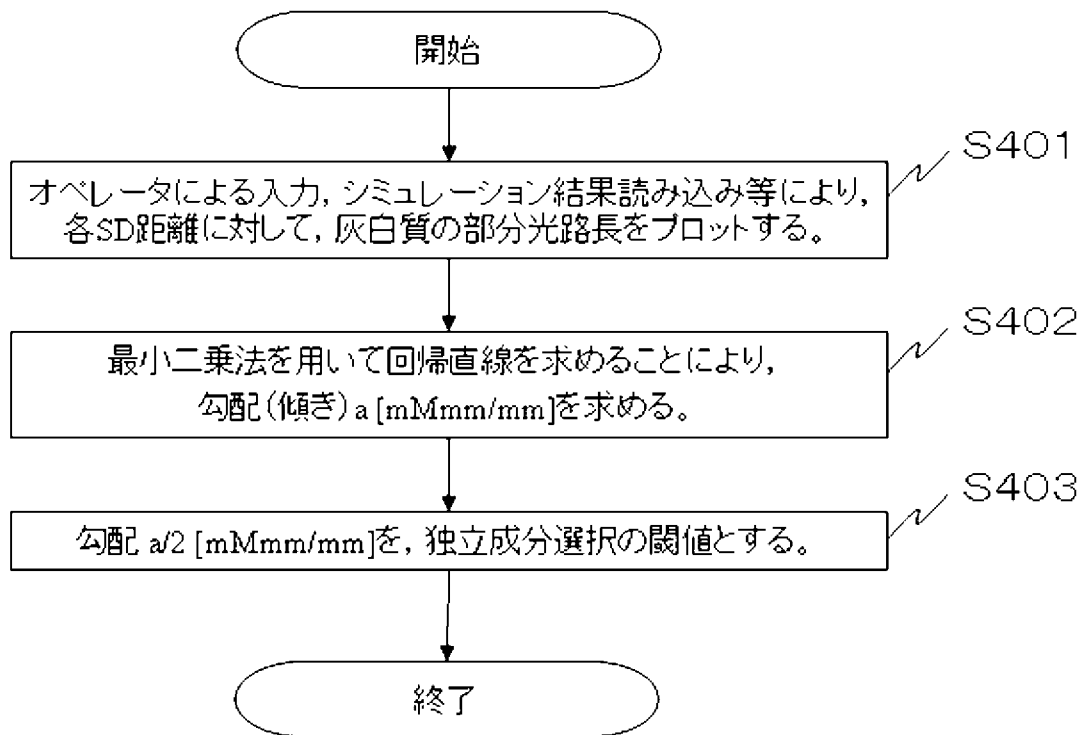 開始
S401
オペレータによる入力, シミュレーション結果読み込み等により,
各SD距離に対して, 灰白質の部分光路長をプロットする。
S402
最小二乗法を用いて回帰直線を求めることにより,
勾配(傾き) a [mMmm/mm]を求める。
S403
勾配 a/2 [mMmm/mm]を, 独立成分選択の閾値とする。
終了